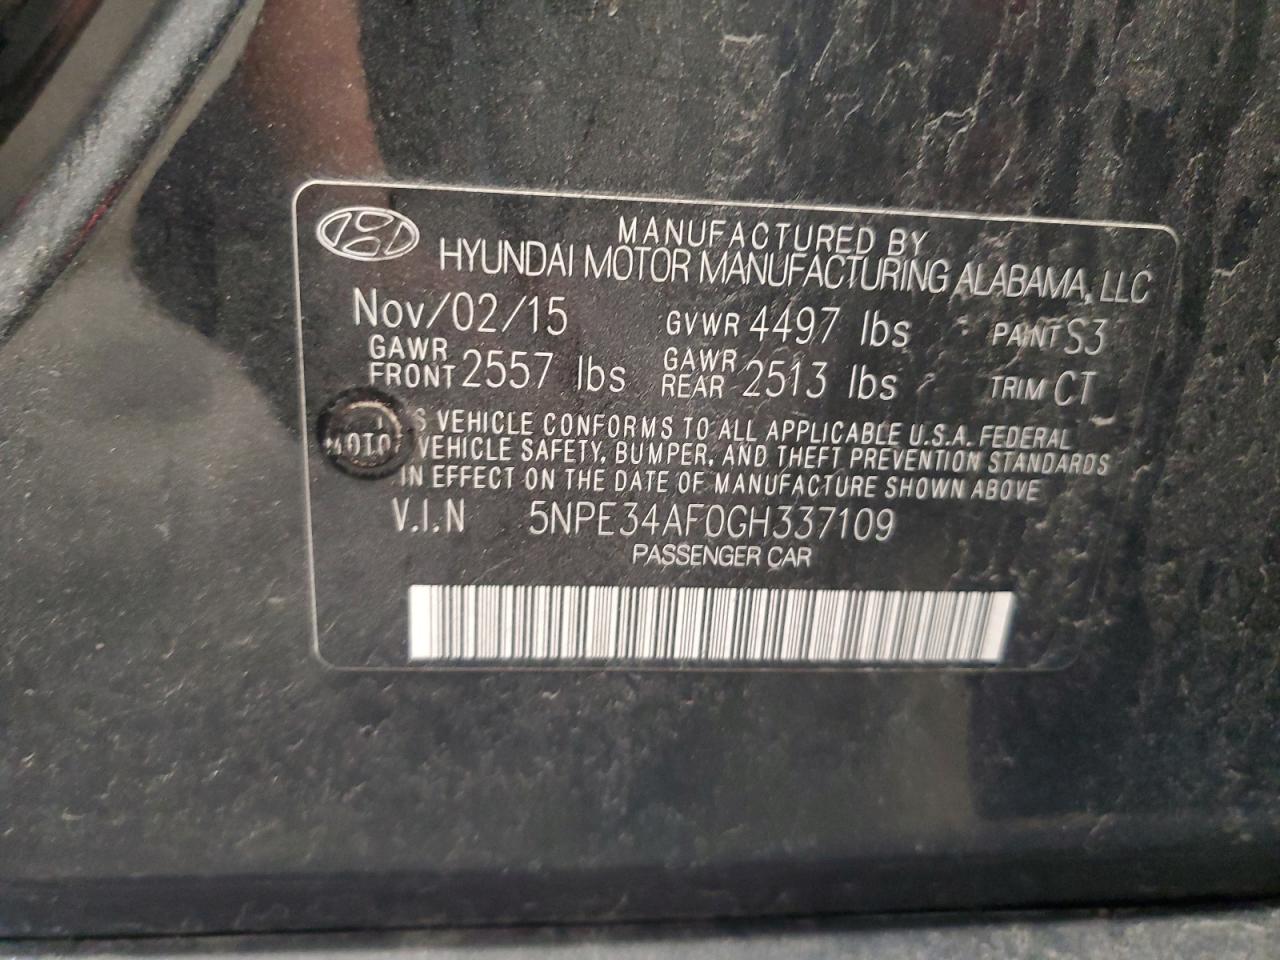 MANUFACTURED BY
HYUNDAI MOTOR MANUFACTURING ALABAMA, LLC
Nov/02/15 GVWR 4497 lbs PAINT S3
GAWR FRONT 2557 lbs GAWR REAR 2513 lbs TRIM CT
S VEHICLE CONFORMS TO ALL APPLICABLE U.S.A. FEDERAL
MOTO VEHICLE SAFETY, BUMPER, AND THEFT PREVENTION STANDARDS
IN EFFECT ON THE DATE OF MANUFACTURE SHOWN ABOVE
V.I.N 5NPE34AF0GH337109
PASSENGER CAR